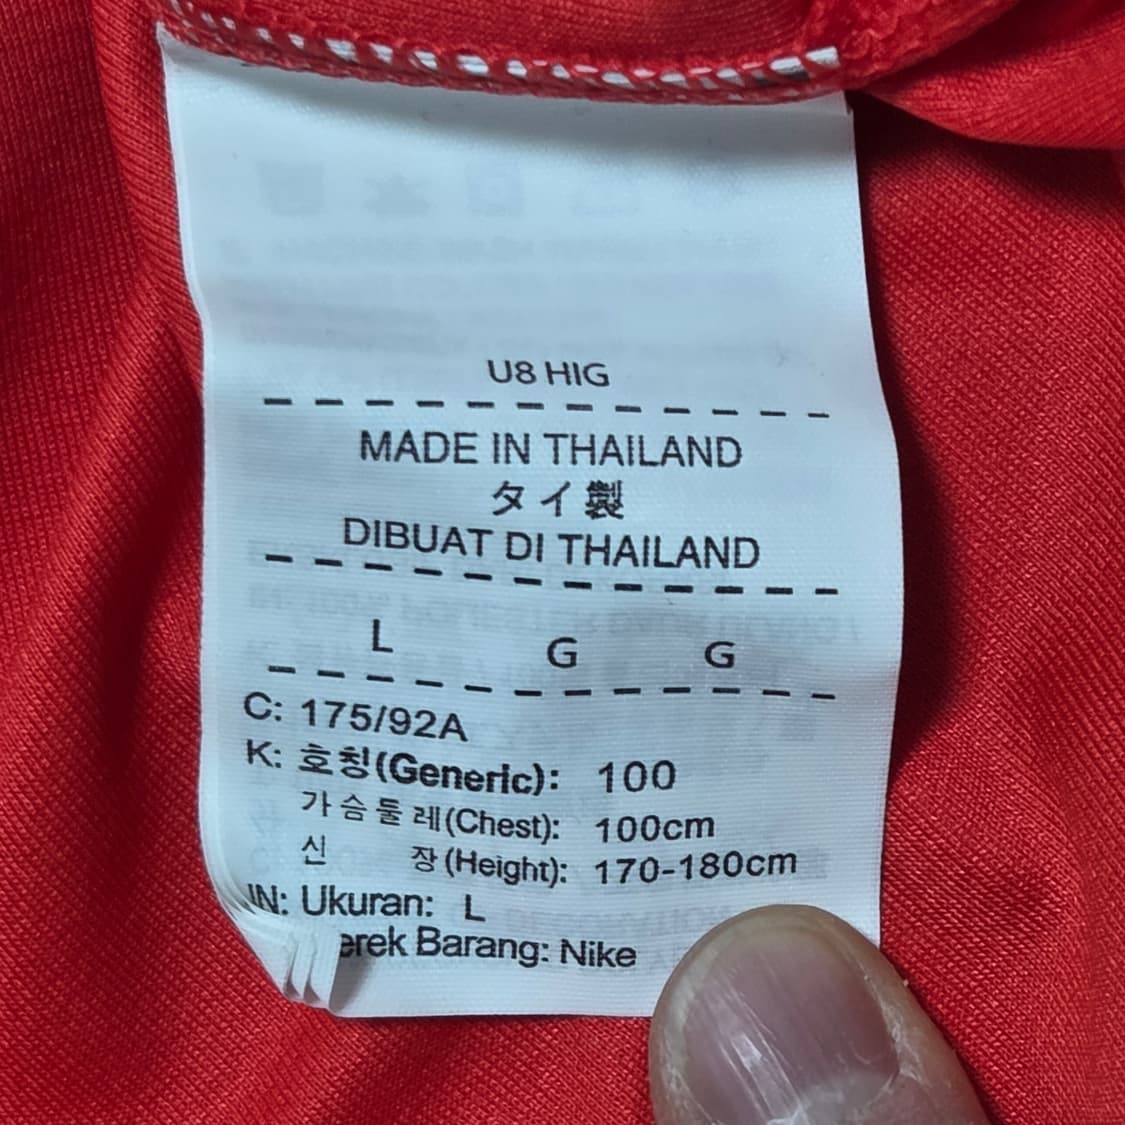 U8 HIG
MADE IN THAILAND
タイ製
DIBUAT DI THAILAND
L G G
C: 175/92A
K: 호칭(Generic): 100
가슴둘레(Chest): 100cm
신 장(Height): 170-180cm
IN: Ukuran: L
Barang: Nike